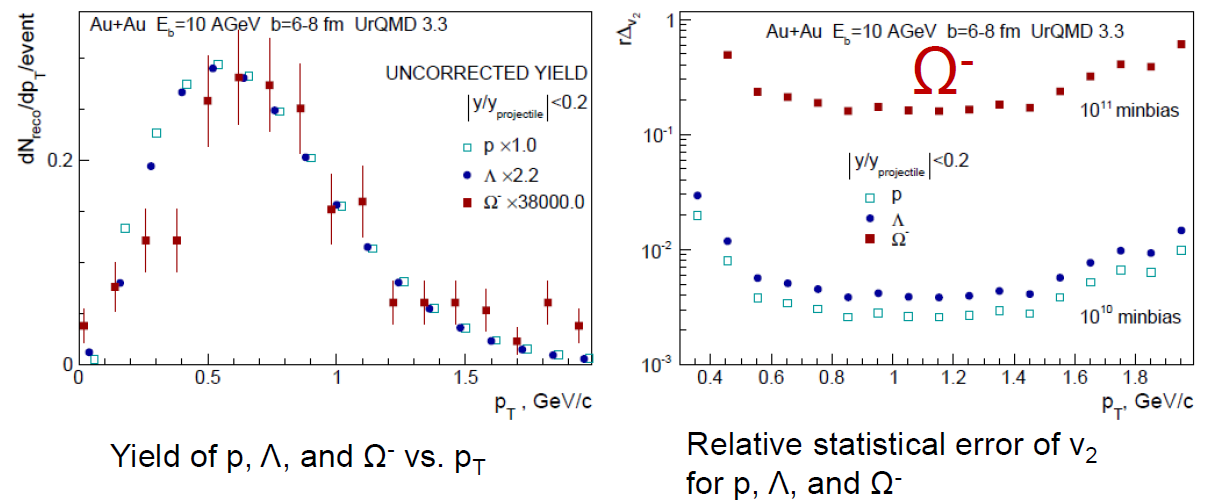 Au+Au E_b=10 AGeV b=6-8 fm UrQMD 3.3
UNCORRECTED YIELD
|y/y_projectile|<0.2
p ×1.0
Λ ×2.2
Ω⁻ ×38000.0
dN_reco/dp_T/event
0.2
0
0 0.5 1 1.5
p_T , GeV/c
Yield of p, Λ, and Ω⁻ vs. p_T
rΔ_v₂
1
Au+Au E_b=10 AGeV b=6-8 fm UrQMD 3.3
Ω⁻
10⁻¹
10¹¹ minbias
|y/y_projectile|<0.2
p
Λ
Ω⁻
10⁻²
10¹⁰ minbias
10⁻³
0.4 0.6 0.8 1 1.2 1.4 1.6 1.8
p_T, GeV/c
Relative statistical error of v₂
for p, Λ, and Ω⁻